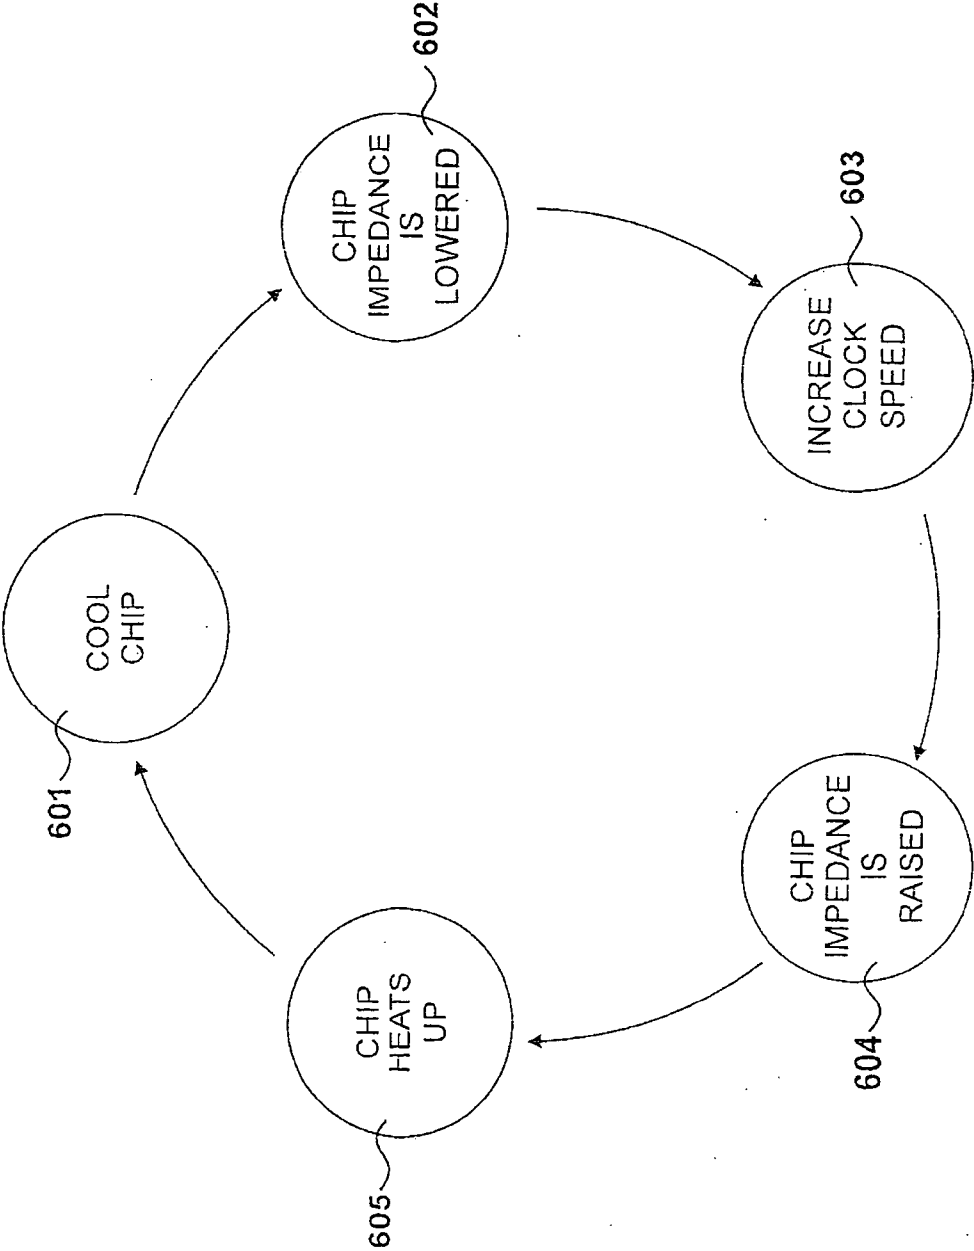 601
COOL
CHIP
602
CHIP
IMPEDANCE
IS
LOWERED
603
INCREASE
CLOCK
SPEED
604
CHIP
IMPEDANCE
IS
RAISED
605
CHIP
HEATS
UP